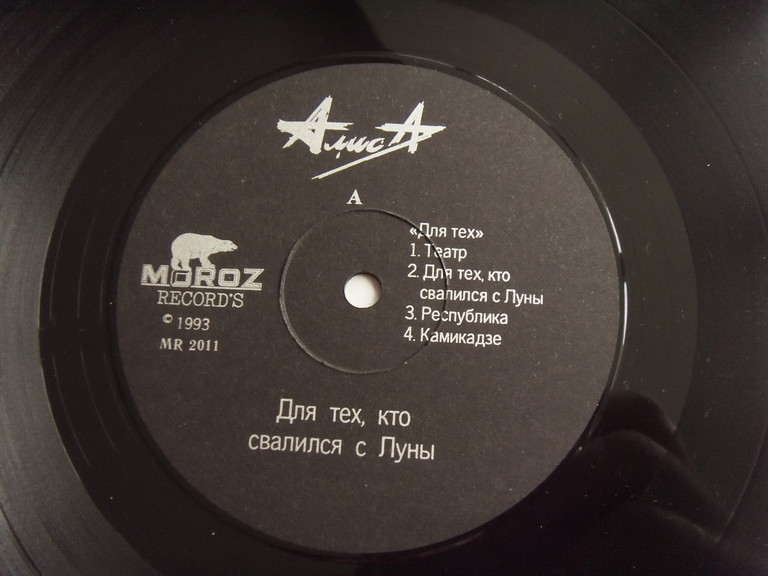 АлисА
A
«Для тех»
1. Театр
2. Для тех, кто
свалился с Луны
3. Республика
4. Камикадзе
MOROZ
RECORD'S
© 1993
MR 2011
Для тех, кто
свалился с Луны